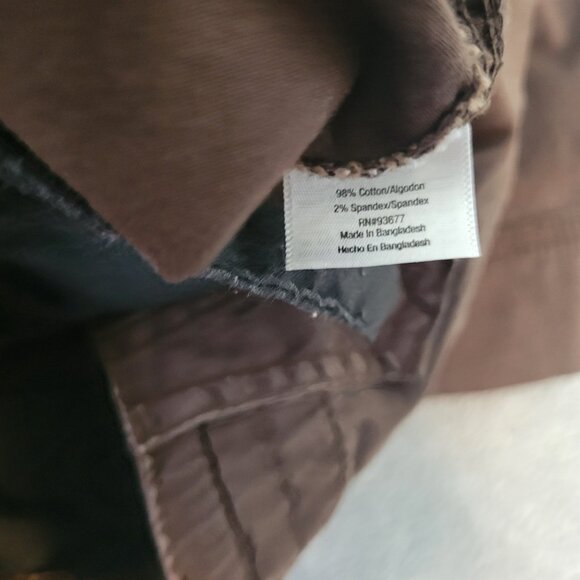 98% Cotton/Algodon
2% Spandex/Spandex
RN#93677
Made In Bangladesh
Hecho En Bangladesh